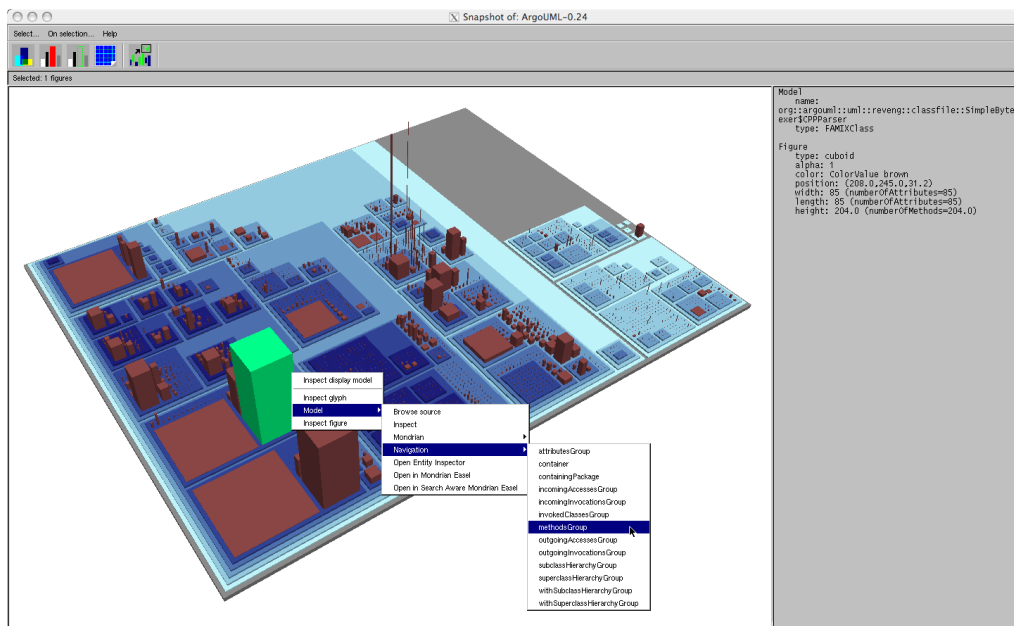 Snapshot of: ArgoUML-0.24
Select... On selection... Help
Selected: 1 figures
Model
name:
org::argouml::uml::reveng::classfile::SimpleByte
exer$CPPParser
type: FAMIXClass
Figure
type: cuboid
alpha: 1
color: ColorValue brown
position: (208.0,245.0,31.2)
width: 85 (numberOfAttributes=85)
length: 85 (numberOfAttributes=85)
height: 204.0 (numberOfMethods=204.0)
Inspect display model
Inspect glyph
Model
Inspect figure
Browse source
Inspect
Mondrian
Navigation
Open Entity Inspector
Open in Mondrian Easel
Open in Search Aware Mondrian Easel
attributesGroup
container
containingPackage
incomingAccessesGroup
incomingInvocationsGroup
invokedClassesGroup
methodsGroup
outgoingAccessesGroup
outgoingInvocationsGroup
subclassHierarchyGroup
superclassHierarchyGroup
withSubclassHierarchyGroup
withSuperclassHierarchyGroup